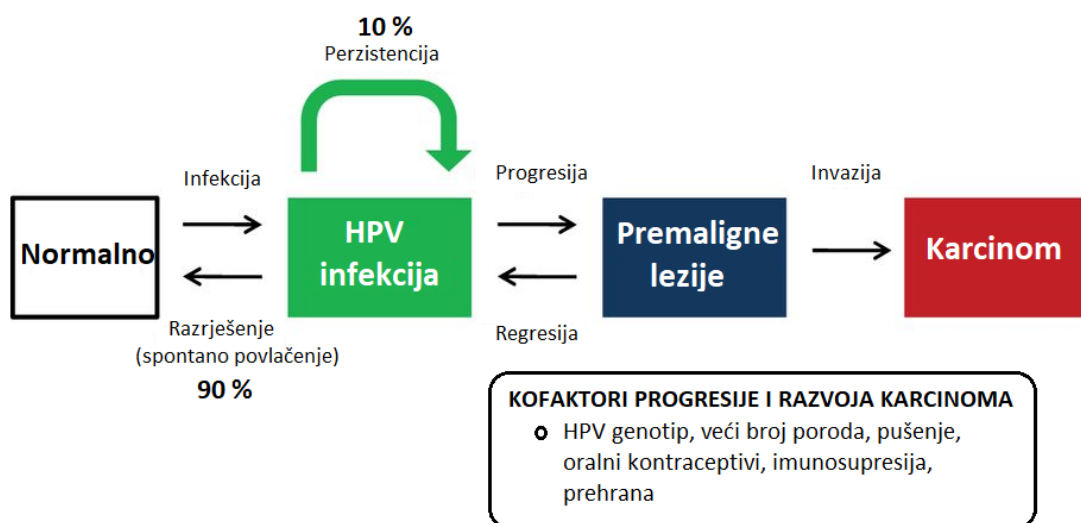 10 %
Perzistencija
Infekcija
Progresija
Invazija
Normalno
HPV
infekcija
Premaligne
lezije
Karcinom
Razrješenje
(spontano povlačenje)
90 %
Regresija
KOFAKTORI PROGRESIJE I RAZVOJA KARCINOMA
HPV genotip, veći broj poroda, pušenje,
oralni kontraceptivi, imunosupresija,
prehrana